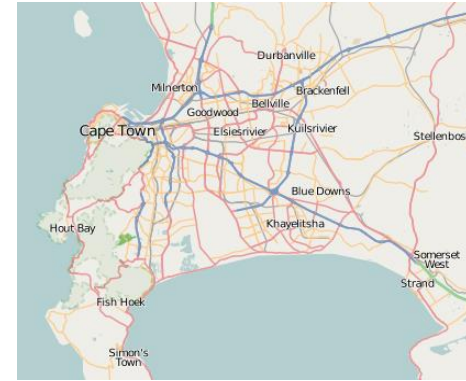 Durbanville
Milnerton
Brackenfell
Bellville
Goodwood
Cape Town
Elsiesrivier
Kuilsrivier
Stellenbos
Blue Downs
Khayelitsha
Hout Bay
Somerset
West
Strand
Fish Hoek
Simon's
Town